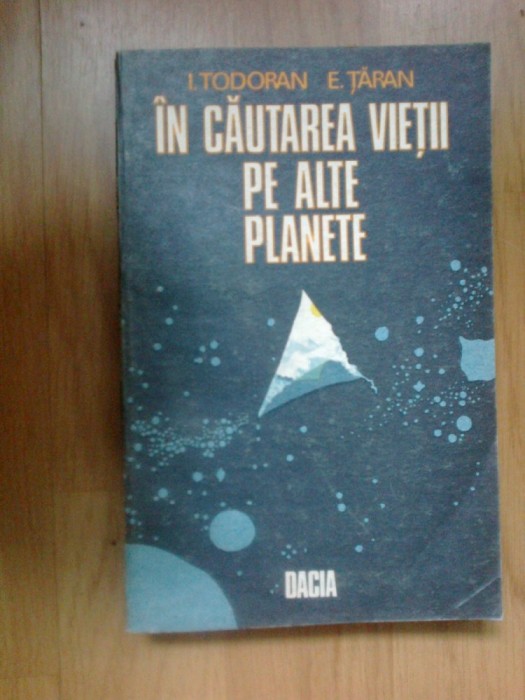 I. TODORAN E. ȚĂRAN
ÎN CĂUTAREA VIEȚII
PE ALTE
PLANETE
DACIA